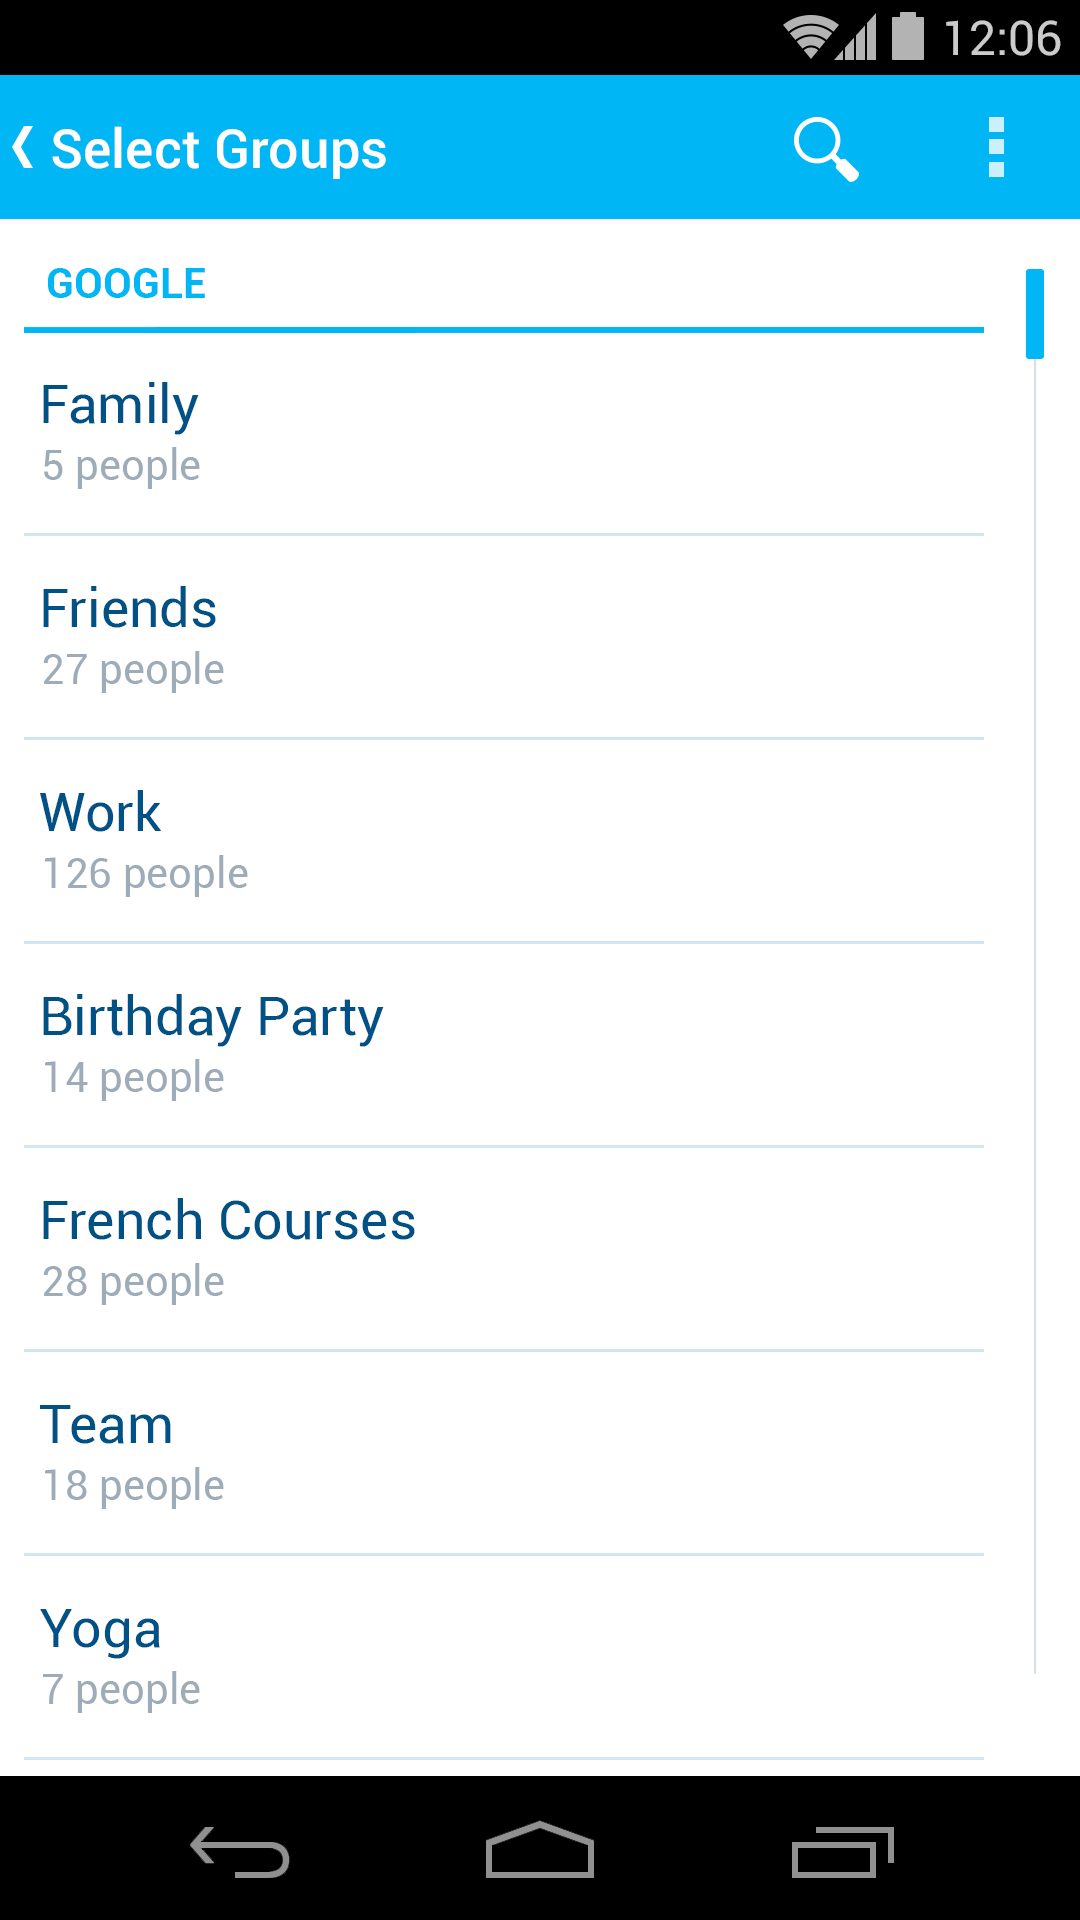 12:06
Select Groups
GOOGLE
Family
5 people
Friends
27 people
Work
126 people
Birthday Party
14 people
French Courses
28 people
Team
18 people
Yoga
7 people